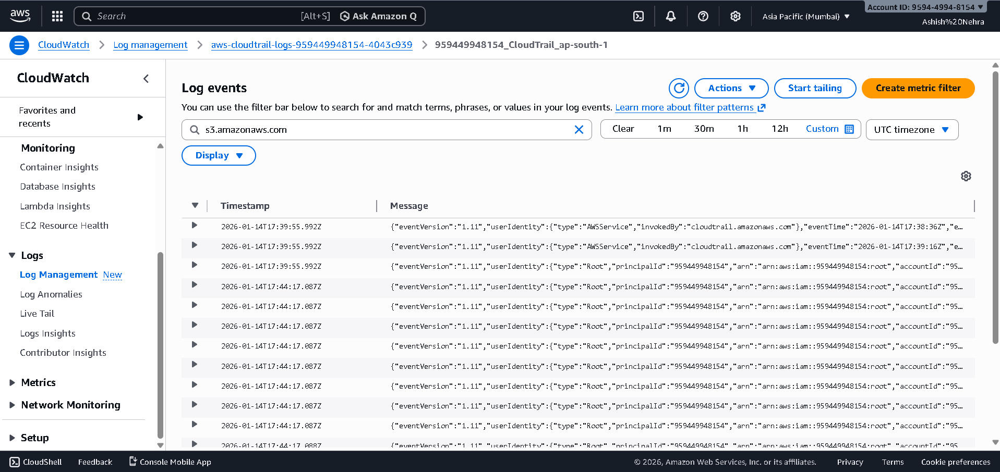 aws
Search [Alt+S] Ask Amazon Q
Asia Pacific (Mumbai)
Account ID: 9594-4994-8154
Ashish%20Nehra
CloudWatch
Log management
aws-cloudtrail-logs-959449948154-4043c939
959449948154_CloudTrail_ap-south-1
CloudWatch
Favorites and
recents
Monitoring
Container Insights
Database Insights
Lambda Insights
EC2 Resource Health
Logs
Log Management New
Log Anomalies
Live Tail
Logs Insights
Contributor Insights
Metrics
Network Monitoring
Setup
Log events
Actions
Start tailing
Create metric filter
You can use the filter bar below to search for and match terms, phrases, or values in your log events. Learn more about filter patterns
s3.amazonaws.com
Clear 1m 30m 1h 12h Custom
UTC timezone
Display
Timestamp Message
2026-01-14T17:39:55.992Z {"eventVersion":"1.11","userIdentity":{"type":"AWSService","invokedBy":"cloudtrail.amazonaws.com"},"eventTime":"2026-01-14T17:38:36Z","e…
2026-01-14T17:39:55.992Z {"eventVersion":"1.11","userIdentity":{"type":"AWSService","invokedBy":"cloudtrail.amazonaws.com"},"eventTime":"2026-01-14T17:39:16Z","e…
2026-01-14T17:39:55.992Z {"eventVersion":"1.11","userIdentity":{"type":"Root","principalId":"959449948154","arn":"arn:aws:iam::959449948154:root","accountId":"95…
2026-01-14T17:44:17.087Z {"eventVersion":"1.11","userIdentity":{"type":"Root","principalId":"959449948154","arn":"arn:aws:iam::959449948154:root","accountId":"95…
2026-01-14T17:44:17.087Z {"eventVersion":"1.11","userIdentity":{"type":"Root","principalId":"959449948154","arn":"arn:aws:iam::959449948154:root","accountId":"95…
2026-01-14T17:44:17.087Z {"eventVersion":"1.11","userIdentity":{"type":"Root","principalId":"959449948154","arn":"arn:aws:iam::959449948154:root","accountId":"95…
2026-01-14T17:44:17.087Z {"eventVersion":"1.11","userIdentity":{"type":"Root","principalId":"959449948154","arn":"arn:aws:iam::959449948154:root","accountId":"95…
2026-01-14T17:44:17.087Z {"eventVersion":"1.11","userIdentity":{"type":"Root","principalId":"959449948154","arn":"arn:aws:iam::959449948154:root","accountId":"95…
2026-01-14T17:44:17.087Z {"eventVersion":"1.11","userIdentity":{"type":"Root","principalId":"959449948154","arn":"arn:aws:iam::959449948154:root","accountId":"95…
2026-01-14T17:44:17.087Z {"eventVersion":"1.11","userIdentity":{"type":"Root","principalId":"959449948154","arn":"arn:aws:iam::959449948154:root","accountId":"95…
2026-01-14T17:44:17.087Z {"eventVersion":"1.11","userIdentity":{"type":"Root","principalId":"959449948154","arn":"arn:aws:iam::959449948154:root","accountId":"95…
2026-01-14T17:44:17.088Z {"eventVersion":"1.11","userIdentity":{"type":"Root","principalId":"959449948154","arn":"arn:aws:iam::959449948154:root","accountId":"95…
CloudShell Feedback Console Mobile App © 2026, Amazon Web Services, Inc. or its affiliates. Privacy Terms Cookie preferences